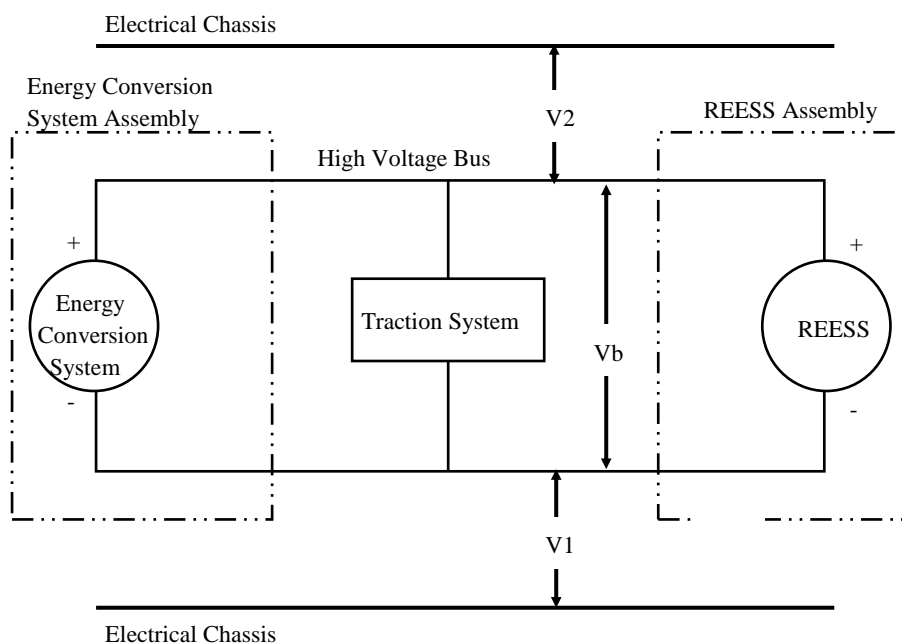 Electrical Chassis
Energy Conversion
System Assembly
V2
REESS Assembly
High Voltage Bus
+
+
Energy
Conversion
System
Traction System
REESS
Vb
-
-
V1
Electrical Chassis